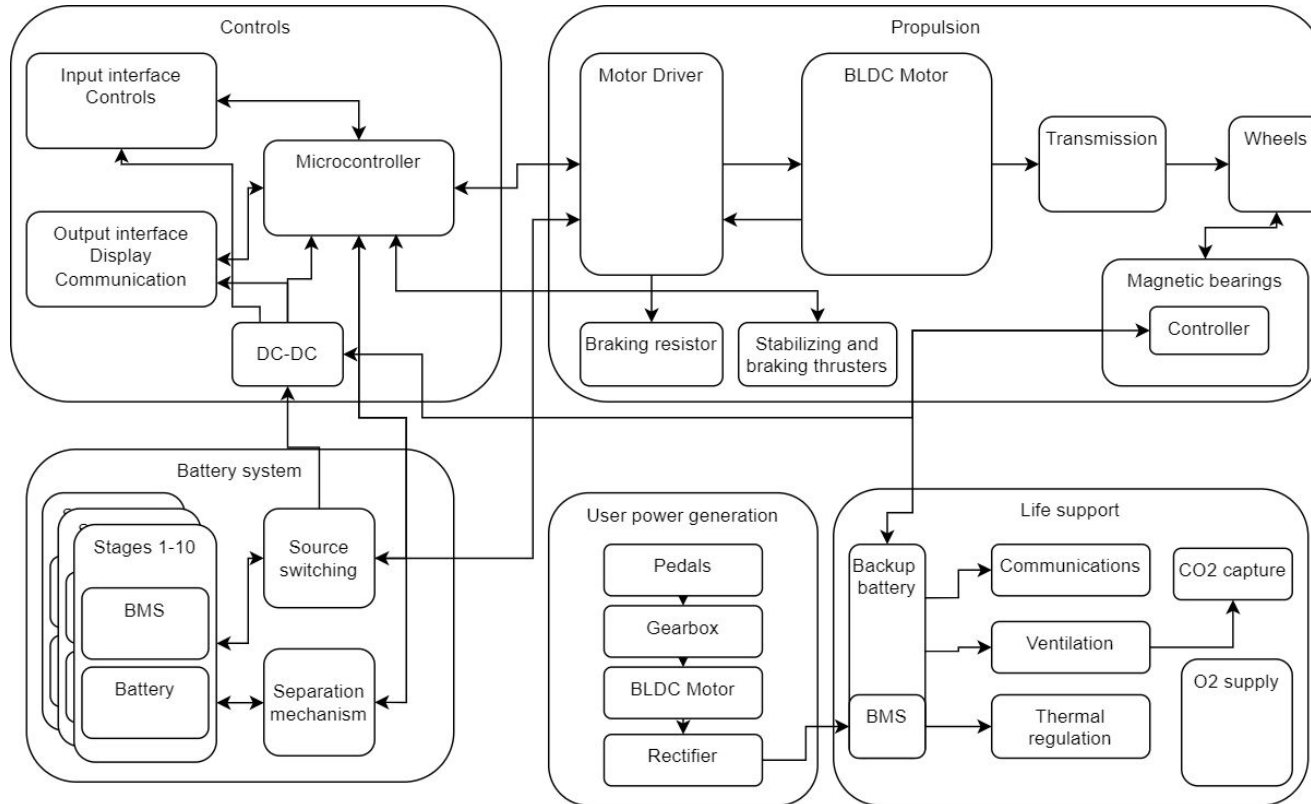 Controls
Input interface
Controls
Microcontroller
Output interface
Display
Communication
DC-DC
Propulsion
Motor Driver
BLDC Motor
Transmission
Wheels
Magnetic bearings
Controller
Braking resistor
Stabilizing and
braking thrusters
Battery system
Stages 1-10
BMS
Battery
Source
switching
Separation
mechanism
User power generation
Pedals
Gearbox
BLDC Motor
Rectifier
Life support
Backup
battery
BMS
Communications
Ventilation
Thermal
regulation
CO2 capture
O2 supply